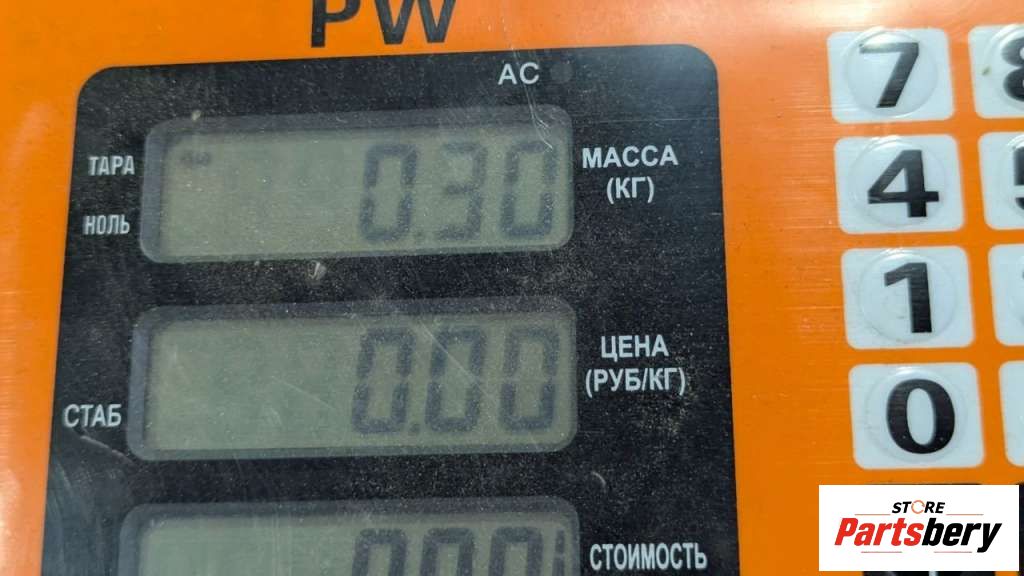 PW
AC
ТАРА
0.30
МАССА
(КГ)
НОЛЬ
0.00
ЦЕНА
(РУБ/КГ)
СТАБ
СТОИМОСТЬ
7
4
1
0
STORE
Partsbery